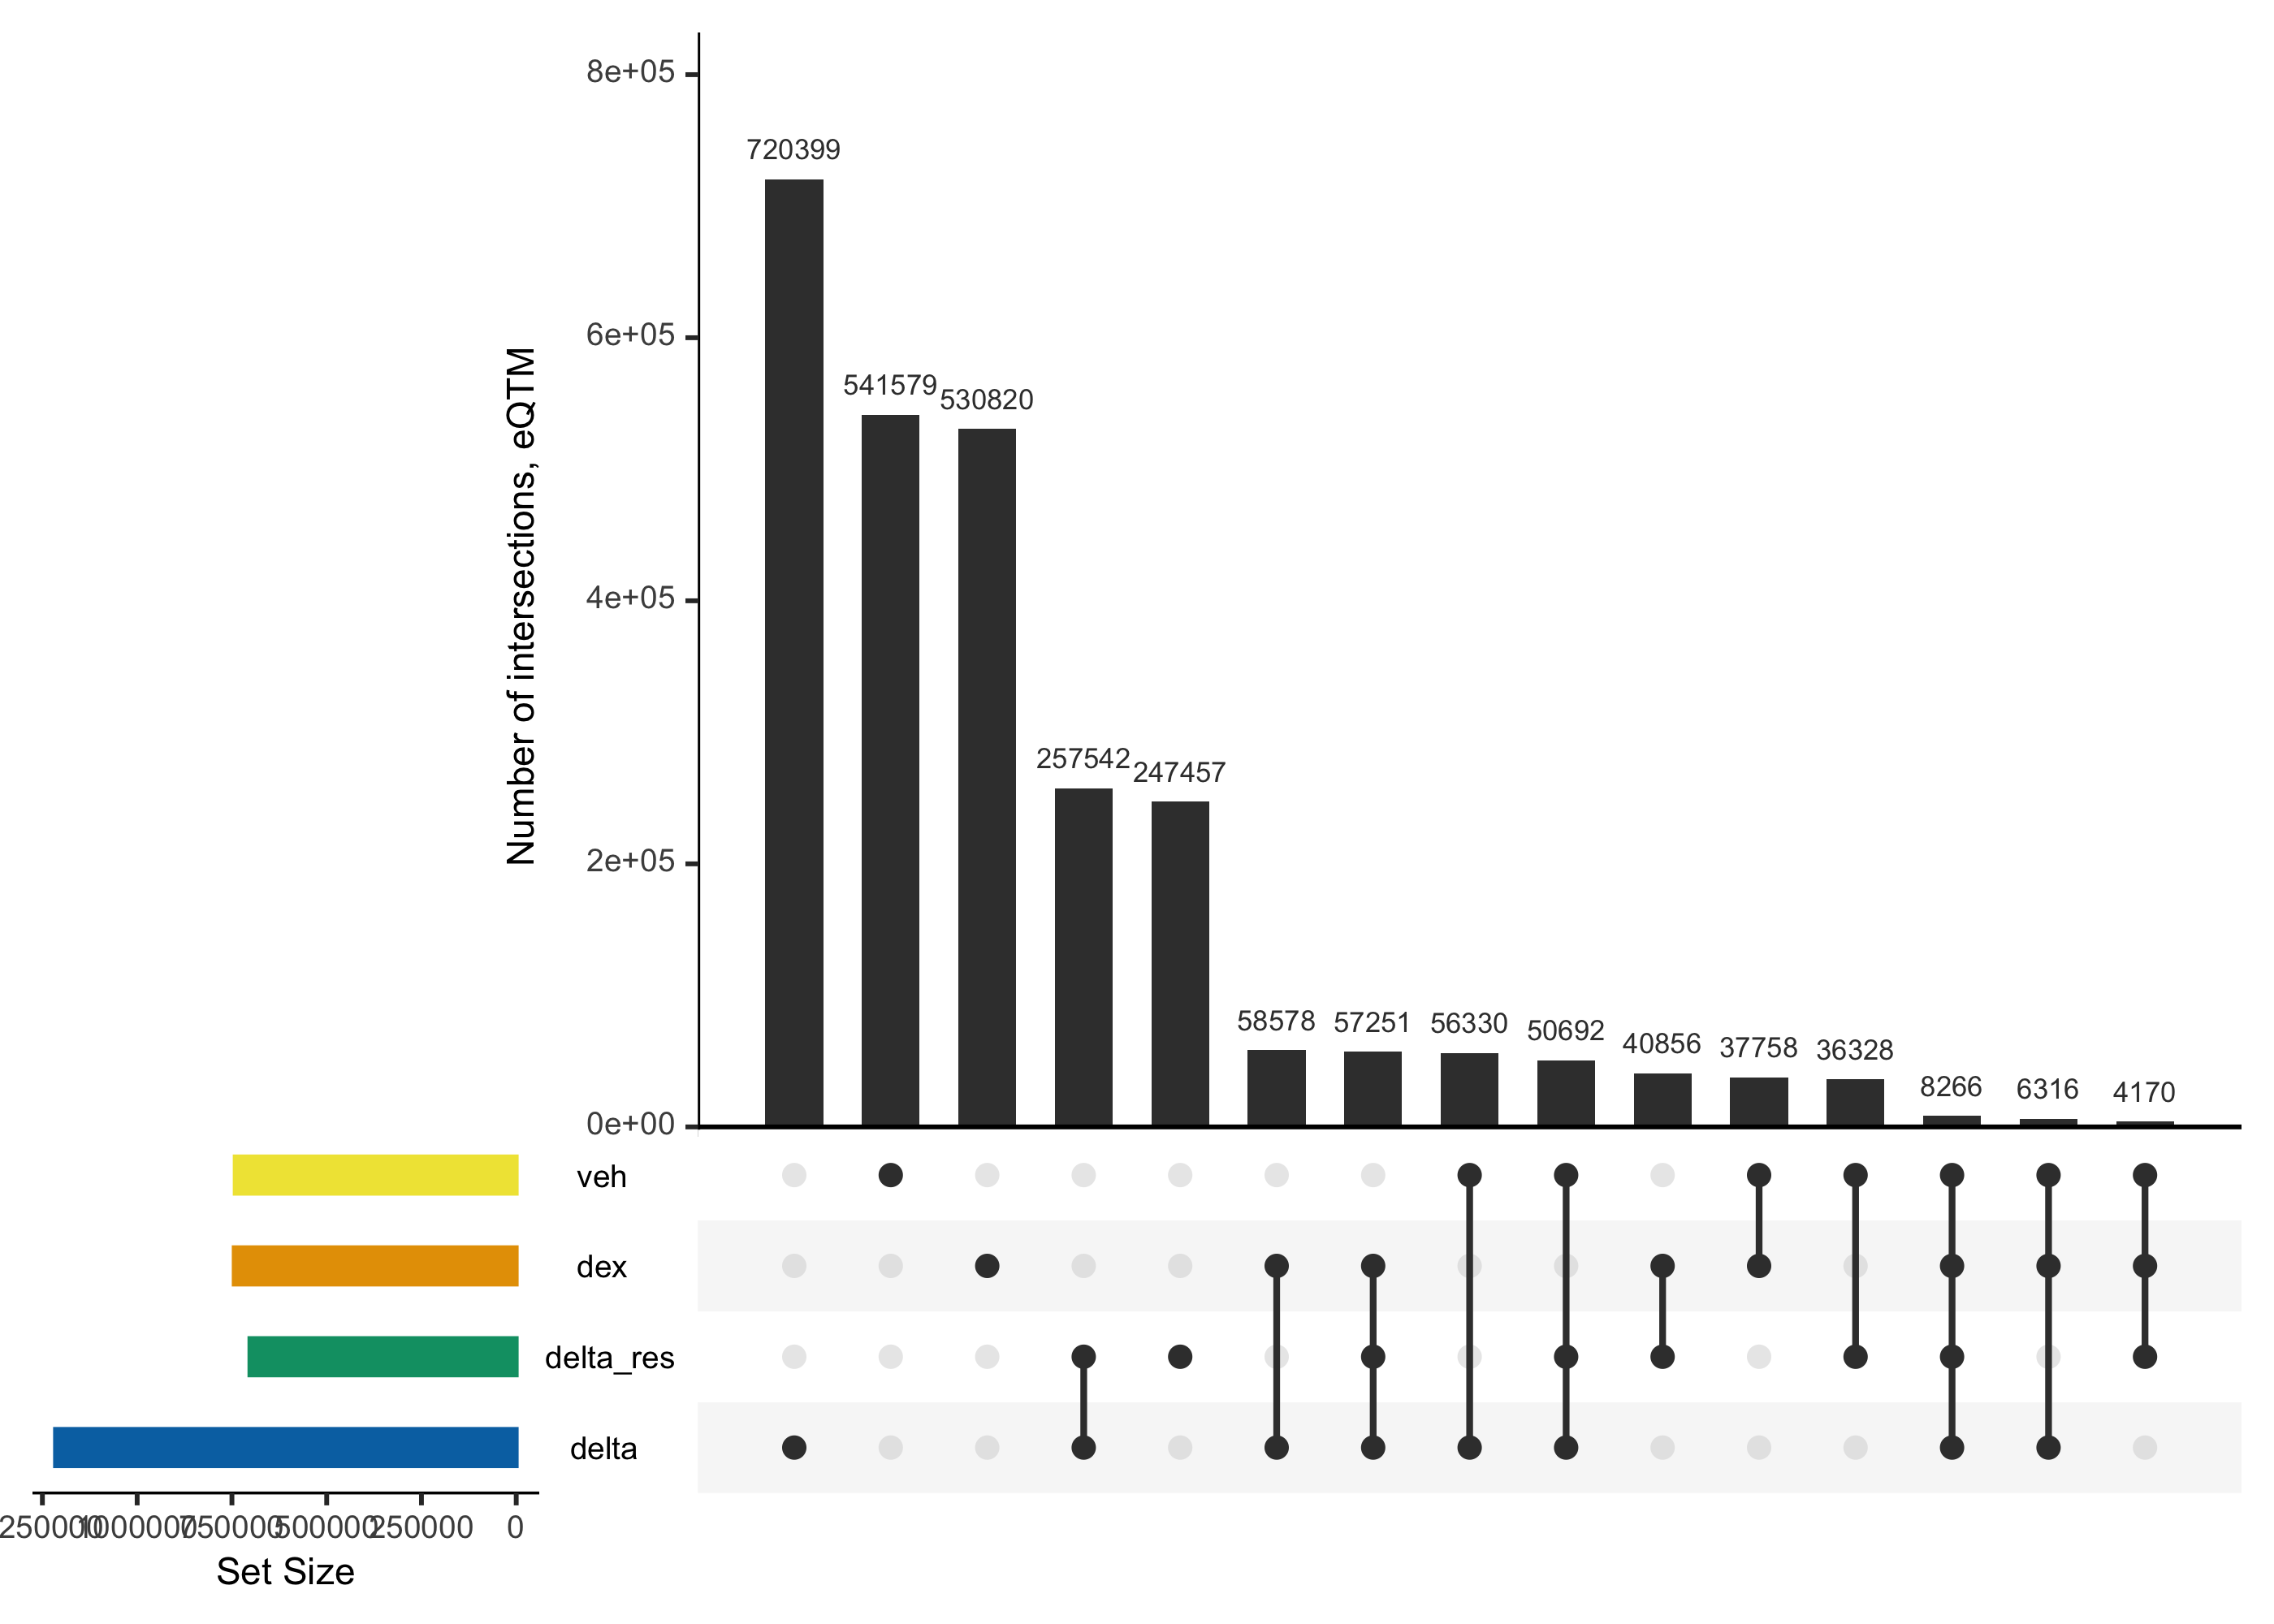 Number of intersections, eQTM
8e+05
6e+05
4e+05
2e+05
0e+00
720399
541579
530820
257542
247457
58578
57251
56330
50692
40856
37758
36328
8266
6316
4170
veh
dex
delta_res
delta
250000 1000000 750000 500000 250000 0
Set Size